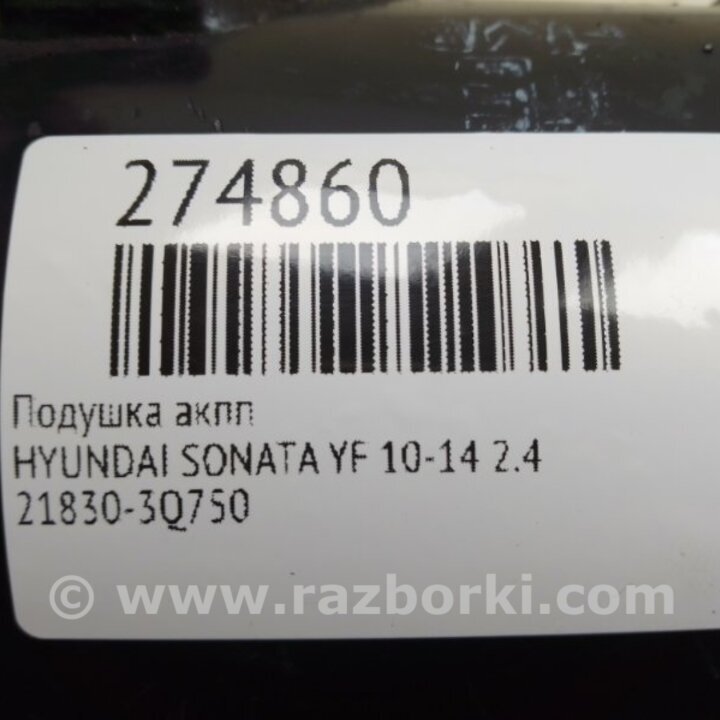 274860
Подушка акпп
HYUNDAI SONATA YF 10-14 2.4
21830-3Q750
© www.razborki.com